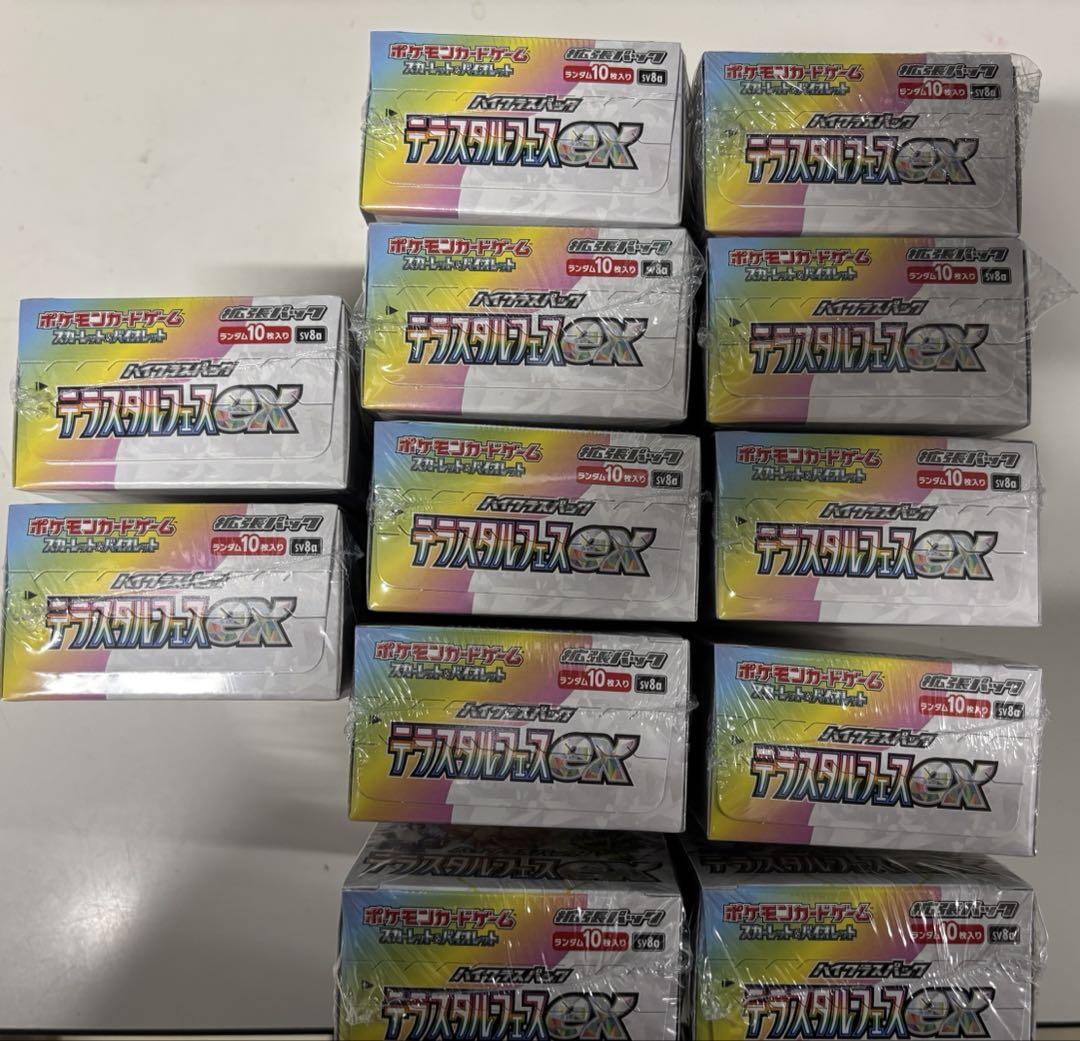 ポケモンカードゲーム
スカーレット&バイオレット
拡張パック
ランダム10枚入り sv8a
ハイクラスパック
テラスタルフェスex
ポケモンカードゲーム
スカーレット&バイオレット
拡張パック
ランダム10枚入り sv8a
ハイクラスパック
テラスタルフェスex
ポケモンカードゲーム
スカーレット&バイオレット
拡張パック
ランダム10枚入り sv8a
ハイクラスパック
テラスタルフェスex
ポケモンカードゲーム
スカーレット&バイオレット
拡張パック
ランダム10枚入り sv8a
ハイクラスパック
テラスタルフェスex
ポケモンカードゲーム
スカーレット&バイオレット
拡張パック
ランダム10枚入り sv8a
ハイクラスパック
テラスタルフェスex
ポケモンカードゲーム
スカーレット&バイオレット
拡張パック
ランダム10枚入り sv8a
ハイクラスパック
テラスタルフェスex
ポケモンカードゲーム
スカーレット&バイオレット
拡張パック
ランダム10枚入り sv8a
ハイクラスパック
テラスタルフェスex
ポケモンカードゲーム
スカーレット&バイオレット
拡張パック
ランダム10枚入り sv8a
ハイクラスパック
テラスタルフェスex
ポケモンカードゲーム
スカーレット&バイオレット
拡張パック
ランダム10枚入り sv8a
ハイクラスパック
テラスタルフェスex
ポケモンカードゲーム
スカーレット&バイオレット
拡張パック
ランダム10枚入り sv8a
ハイクラスパック
テラスタルフェスex
テラスタルフェスex
ポケモンカードゲーム
スカーレット&バイオレット
拡張パック
ランダム10枚入り sv8a
ハイクラスパック
テラスタルフェスex
テラスタルフェスex
ポケモンカードゲーム
スカーレット&バイオレット
拡張パック
ランダム10枚入り sv8a
ハイクラスパック
テラスタルフェスex